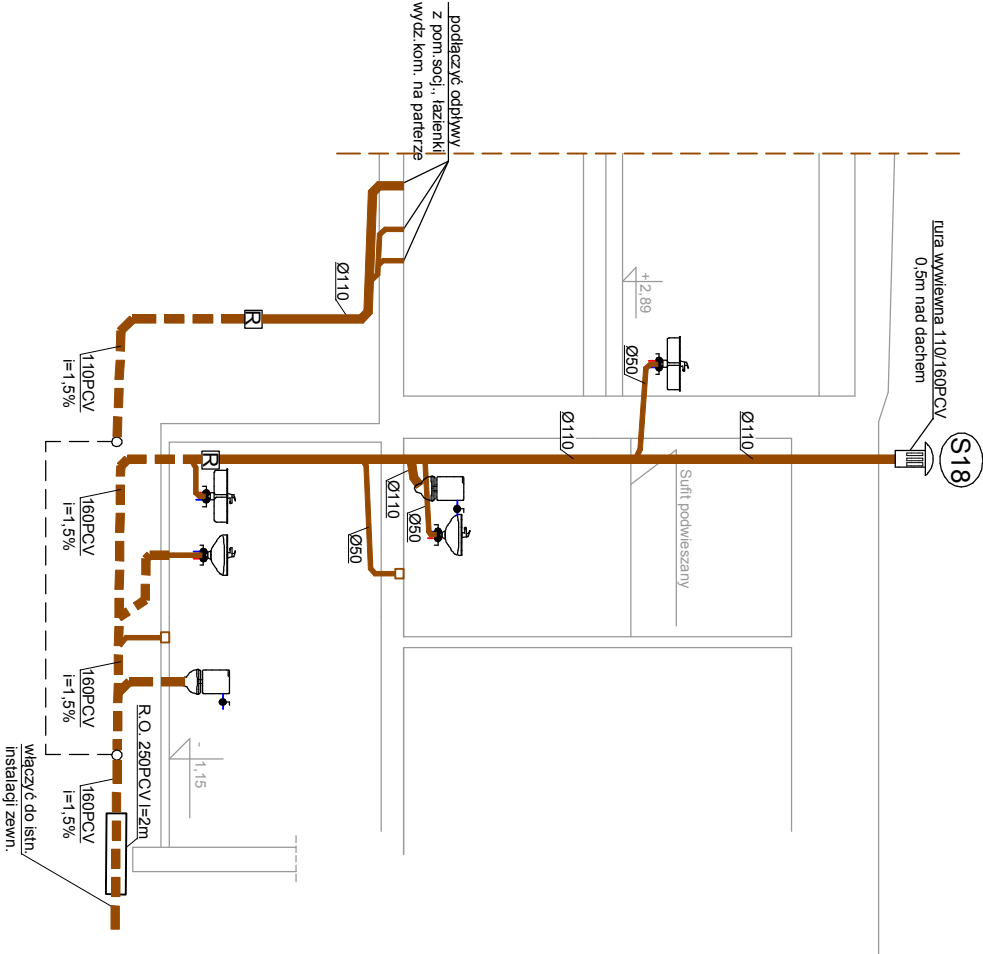 S18
rura wywiewna 110/160PCV
0,5m nad dachem
podłączyć odpływy
z pom.socj., łazienki
wydz.kom. na parterze
+2,89
Ø50
Ø110
Ø110
Sufit podwieszany
Ø110
Ø110
Ø50
Ø50
R
R
110PCV
i=1,5%
160PCV
i=1,5%
160PCV
i=1,5%
160PCV
i=1,5%
R.O. 250PCV l=2m
- 1,15
włączyć do istn.
instalacji zewn.